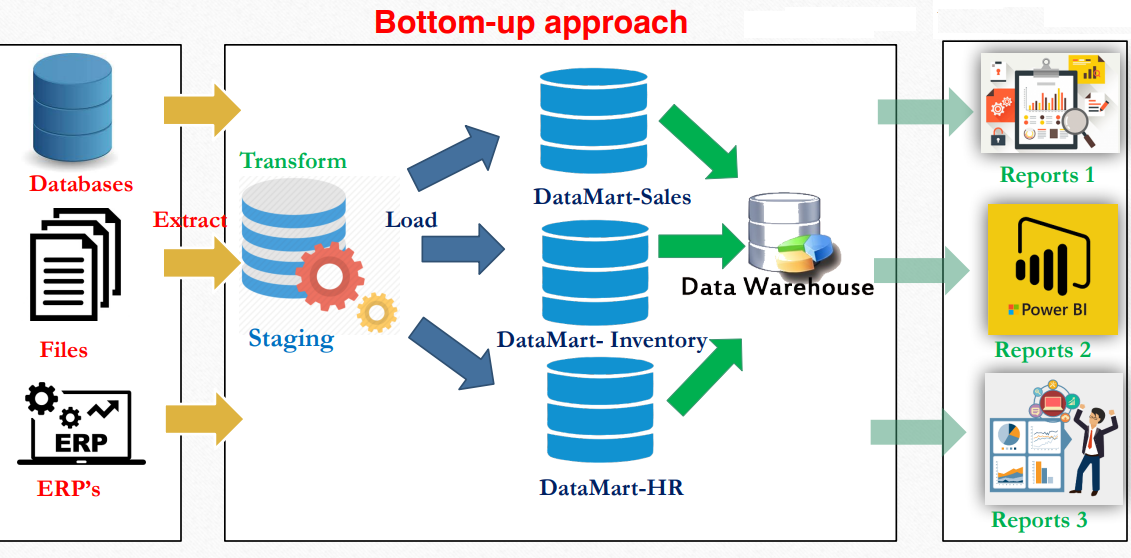 Bottom-up approach
Databases
Extract
Files
ERP
ERP's
Transform
Staging
Load
DataMart-Sales
DataMart- Inventory
DataMart-HR
Data Warehouse
Reports 1
Power BI
Reports 2
Reports 3